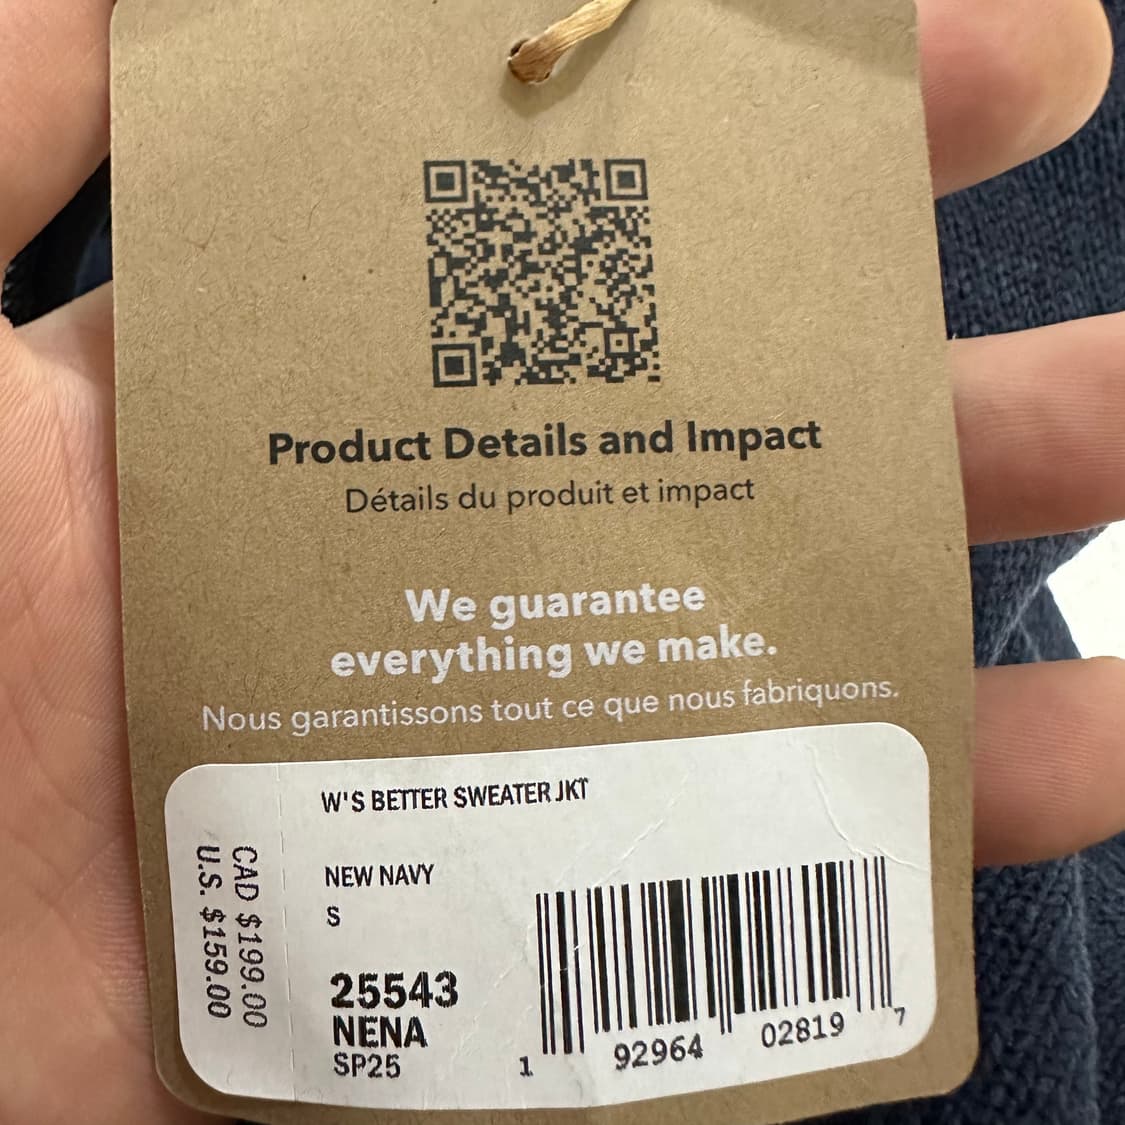 Product Details and Impact
Détails du produit et impact
We guarantee
everything we make.
Nous garantissons tout ce que nous fabriquons.
W'S BETTER SWEATER JKT
NEW NAVY
S
25543
NENA
SP25
CAD $199.00
U.S. $159.00
1 92964 02819 7